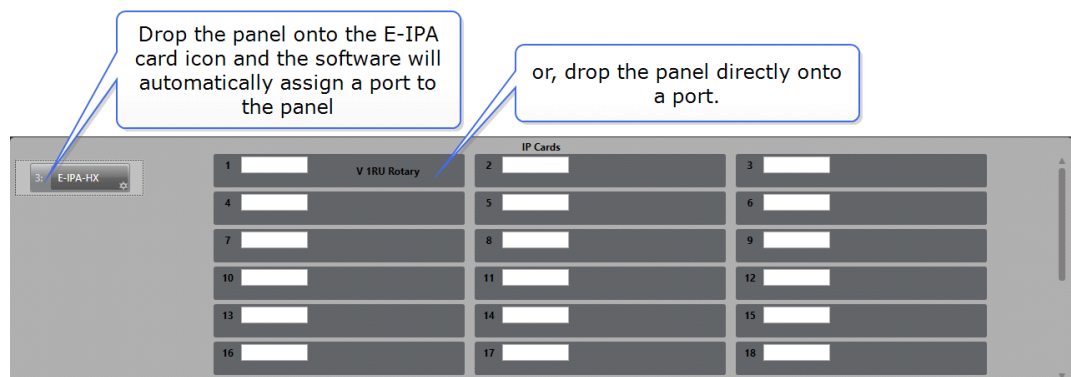 Drop the panel onto the E-IPA
card icon and the software will
automatically assign a port to
the panel
or, drop the panel directly onto
a port.
IP Cards
3: E-IPA-HX
1 V 1RU Rotary 2 3
4 5 6
7 8 9
10 11 12
13 14 15
16 17 18